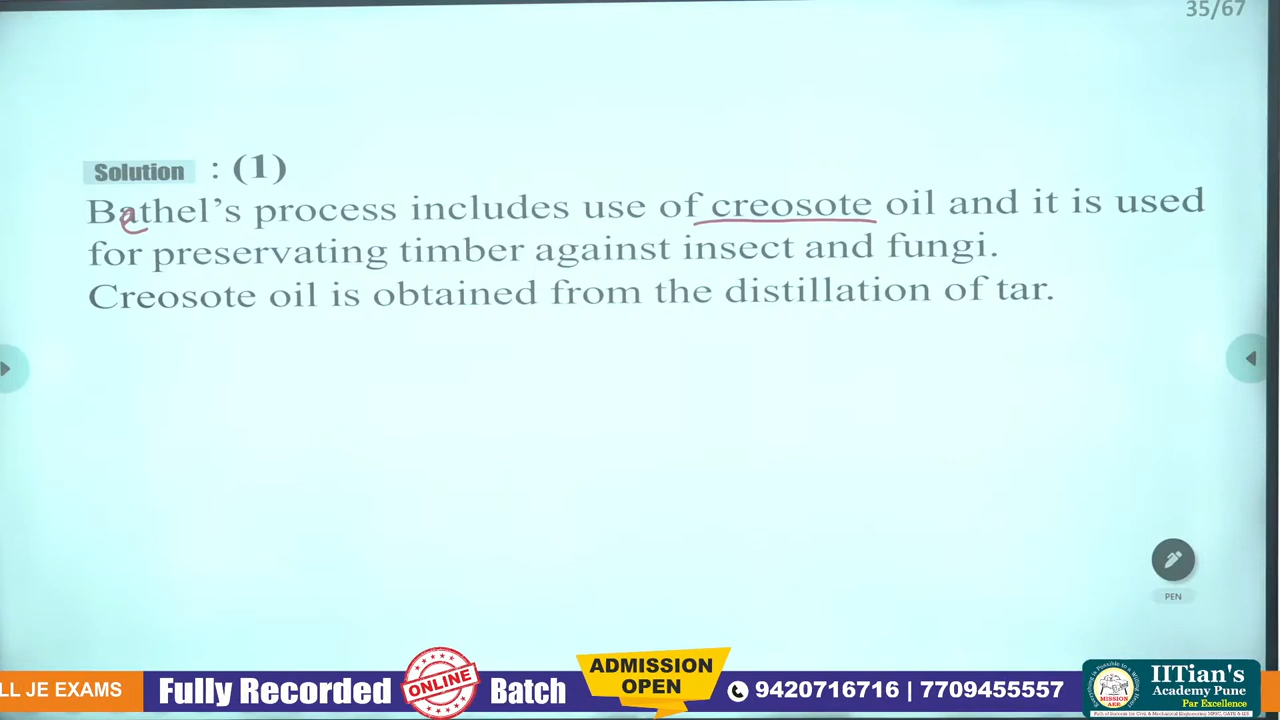 35/67
Solution : (1)
Bathel's process includes use of creosote oil and it is used
for preservating timber against insect and fungi.
Creosote oil is obtained from the distillation of tar.
PEN
LL JE EXAMS
Fully Recorded ONLINE Batch
ADMISSION
OPEN
9420716716 | 7709455557
MISSION
AEE
IITian's
Academy Pune
Par Excellence